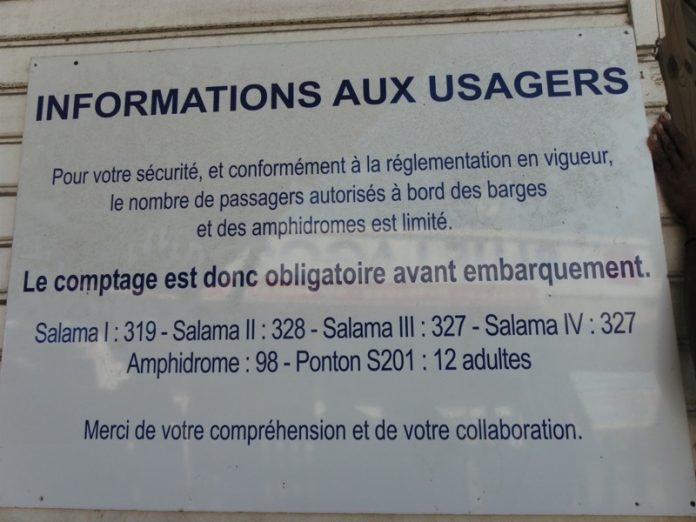 INFORMATIONS AUX USAGERS
Pour votre sécurité, et conformément à la réglementation en vigueur,
le nombre de passagers autorisés à bord des barges
et des amphidromes est limité.
Le comptage est donc obligatoire avant embarquement.
Salama I : 319 - Salama II : 328 - Salama III : 327 - Salama IV : 327
Amphidrome : 98 - Ponton S201 : 12 adultes
Merci de votre compréhension et de votre collaboration.